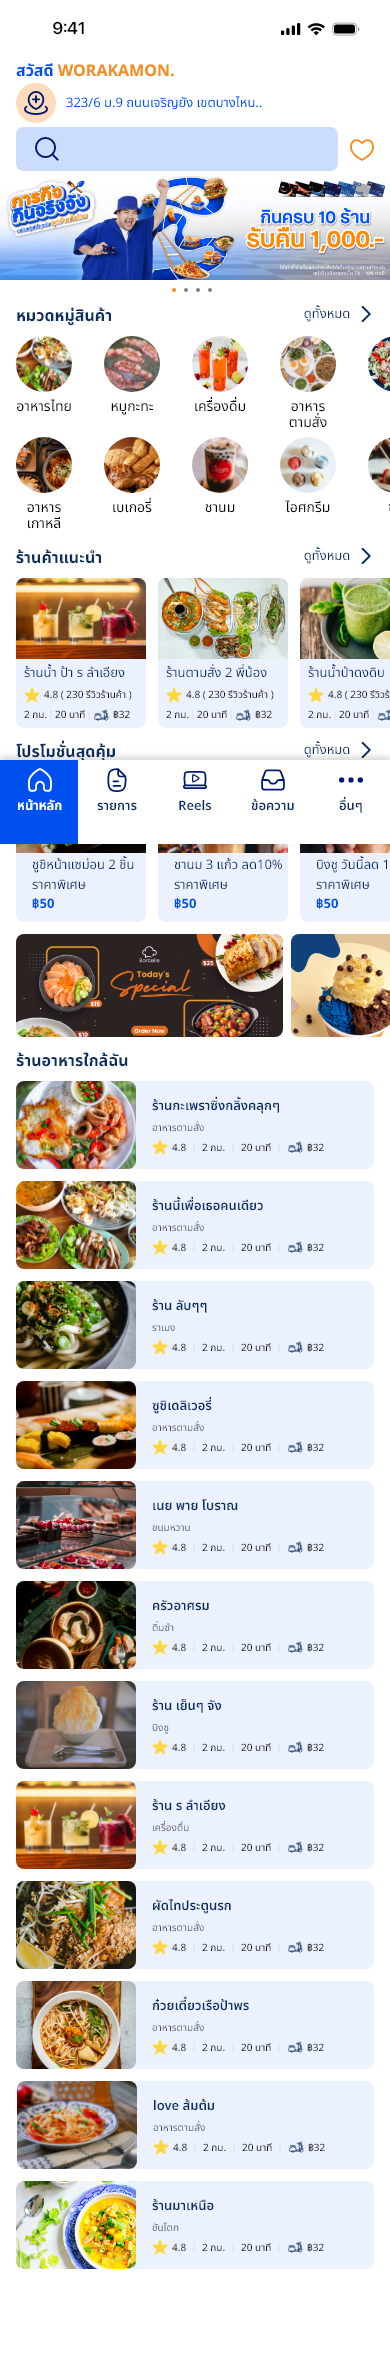 9:41
สวัสดี WORAKAMON.
323/6 ม.9 ถนนเจริญยัง เขตบางไหน..
ภารกิจ
กินจริงจัง
กินครบ 10 ร้าน
รับคืน 1,000.-
หมวดหมู่สินค้า
ดูทั้งหมด
อาหารไทย
หมูกะทะ
เครื่องดื่ม
อาหาร
ตามสั่ง
อาหาร
เกาหลี
เบเกอรี่
ชานม
ไอศกรีม
ร้านค้าแนะนำ
ดูทั้งหมด
ร้านน้ำ ป้า s ลำเอียง
4.8 ( 230 รีวิวร้านค้า )
2 กม. 20 นาที ฿32
ร้านตามสั่ง 2 พี่น้อง
4.8 ( 230 รีวิวร้านค้า )
2 กม. 20 นาที ฿32
ร้านน้ำป่าดงดิบ
4.8 ( 230 รีวิวร้
2 กม. 20 นาที
โปรโมชั่นสุดคุ้ม
ดูทั้งหมด
หน้าหลัก
รายการ
Reels
ข้อความ
อื่นๆ
ชูชิหน้าแซม่อน 2 ชิ้น
ราคาพิเศษ
฿50
ชานม 3 แก้ว ลด10%
ราคาพิเศษ
฿50
บิงชู วันนี้ลด 1
ราคาพิเศษ
฿50
Borcelle
Today's
Special
$15
$25
$10
Order Now
ร้านอาหารใกล้ฉัน
ร้านกะเพราซิ่งกลิ้งคลุกๆ
อาหารตามสั่ง
4.8 2 กม. 20 นาที ฿32
ร้านนี้เพื่อเธอคนเดียว
อาหารตามสั่ง
4.8 2 กม. 20 นาที ฿32
ร้าน ลับๆๆ
ราเมง
4.8 2 กม. 20 นาที ฿32
ซูชิเดลิเวอรี่
อาหารตามสั่ง
4.8 2 กม. 20 นาที ฿32
เนย พาย โบราณ
ขนมหวาน
4.8 2 กม. 20 นาที ฿32
ครัวอาศรม
ติ่มซำ
4.8 2 กม. 20 นาที ฿32
ร้าน เย็นๆ จัง
บิงชู
4.8 2 กม. 20 นาที ฿32
ร้าน s ลำเอียง
เครื่องดื่ม
4.8 2 กม. 20 นาที ฿32
ผัดไทประตูนรก
อาหารตามสั่ง
4.8 2 กม. 20 นาที ฿32
ก๋วยเตี๋ยวเรือป้าพร
อาหารตามสั่ง
4.8 2 กม. 20 นาที ฿32
love ส้มต้ม
อาหารตามสั่ง
4.8 2 กม. 20 นาที ฿32
ร้านมาเหนือ
ขันโตก
4.8 2 กม. 20 นาที ฿32